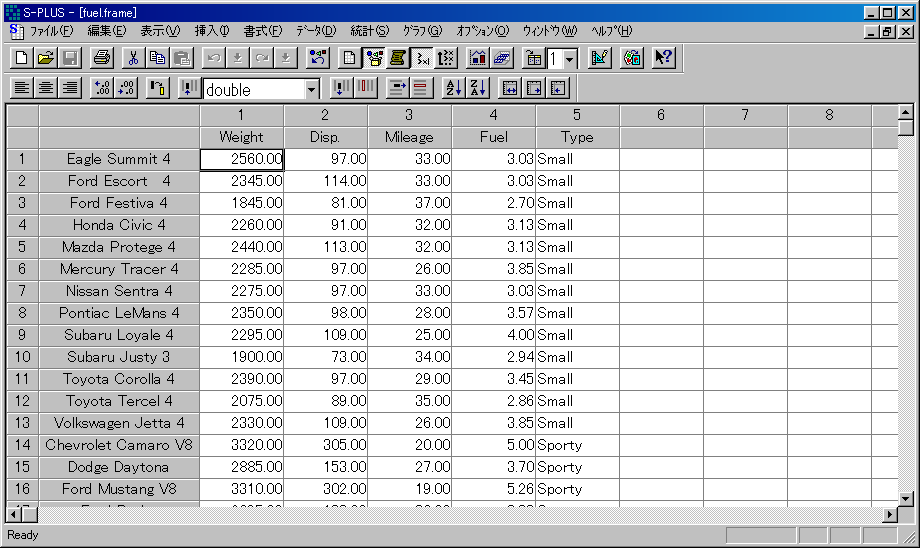 S-PLUS - [fuel.frame]
ファイル(F) 編集(E) 表示(V) 挿入(I) 書式(F) データ(D) 統計(S) グラフ(G) オプション(O) ウィンドウ(W) ヘルプ(H)
1
double
1 2 3 4 5 6 7 8
Weight Disp. Mileage Fuel Type
1 Eagle Summit 4 2560.00 97.00 33.00 3.03 Small
2 Ford Escort 4 2345.00 114.00 33.00 3.03 Small
3 Ford Festiva 4 1845.00 81.00 37.00 2.70 Small
4 Honda Civic 4 2260.00 91.00 32.00 3.13 Small
5 Mazda Protege 4 2440.00 113.00 32.00 3.13 Small
6 Mercury Tracer 4 2285.00 97.00 26.00 3.85 Small
7 Nissan Sentra 4 2275.00 97.00 33.00 3.03 Small
8 Pontiac LeMans 4 2350.00 98.00 28.00 3.57 Small
9 Subaru Loyale 4 2295.00 109.00 25.00 4.00 Small
10 Subaru Justy 3 1900.00 73.00 34.00 2.94 Small
11 Toyota Corolla 4 2390.00 97.00 29.00 3.45 Small
12 Toyota Tercel 4 2075.00 89.00 35.00 2.86 Small
13 Volkswagen Jetta 4 2330.00 109.00 26.00 3.85 Small
14 Chevrolet Camaro V8 3320.00 305.00 20.00 5.00 Sporty
15 Dodge Daytona 2885.00 153.00 27.00 3.70 Sporty
16 Ford Mustang V8 3310.00 302.00 19.00 5.26 Sporty
Ready